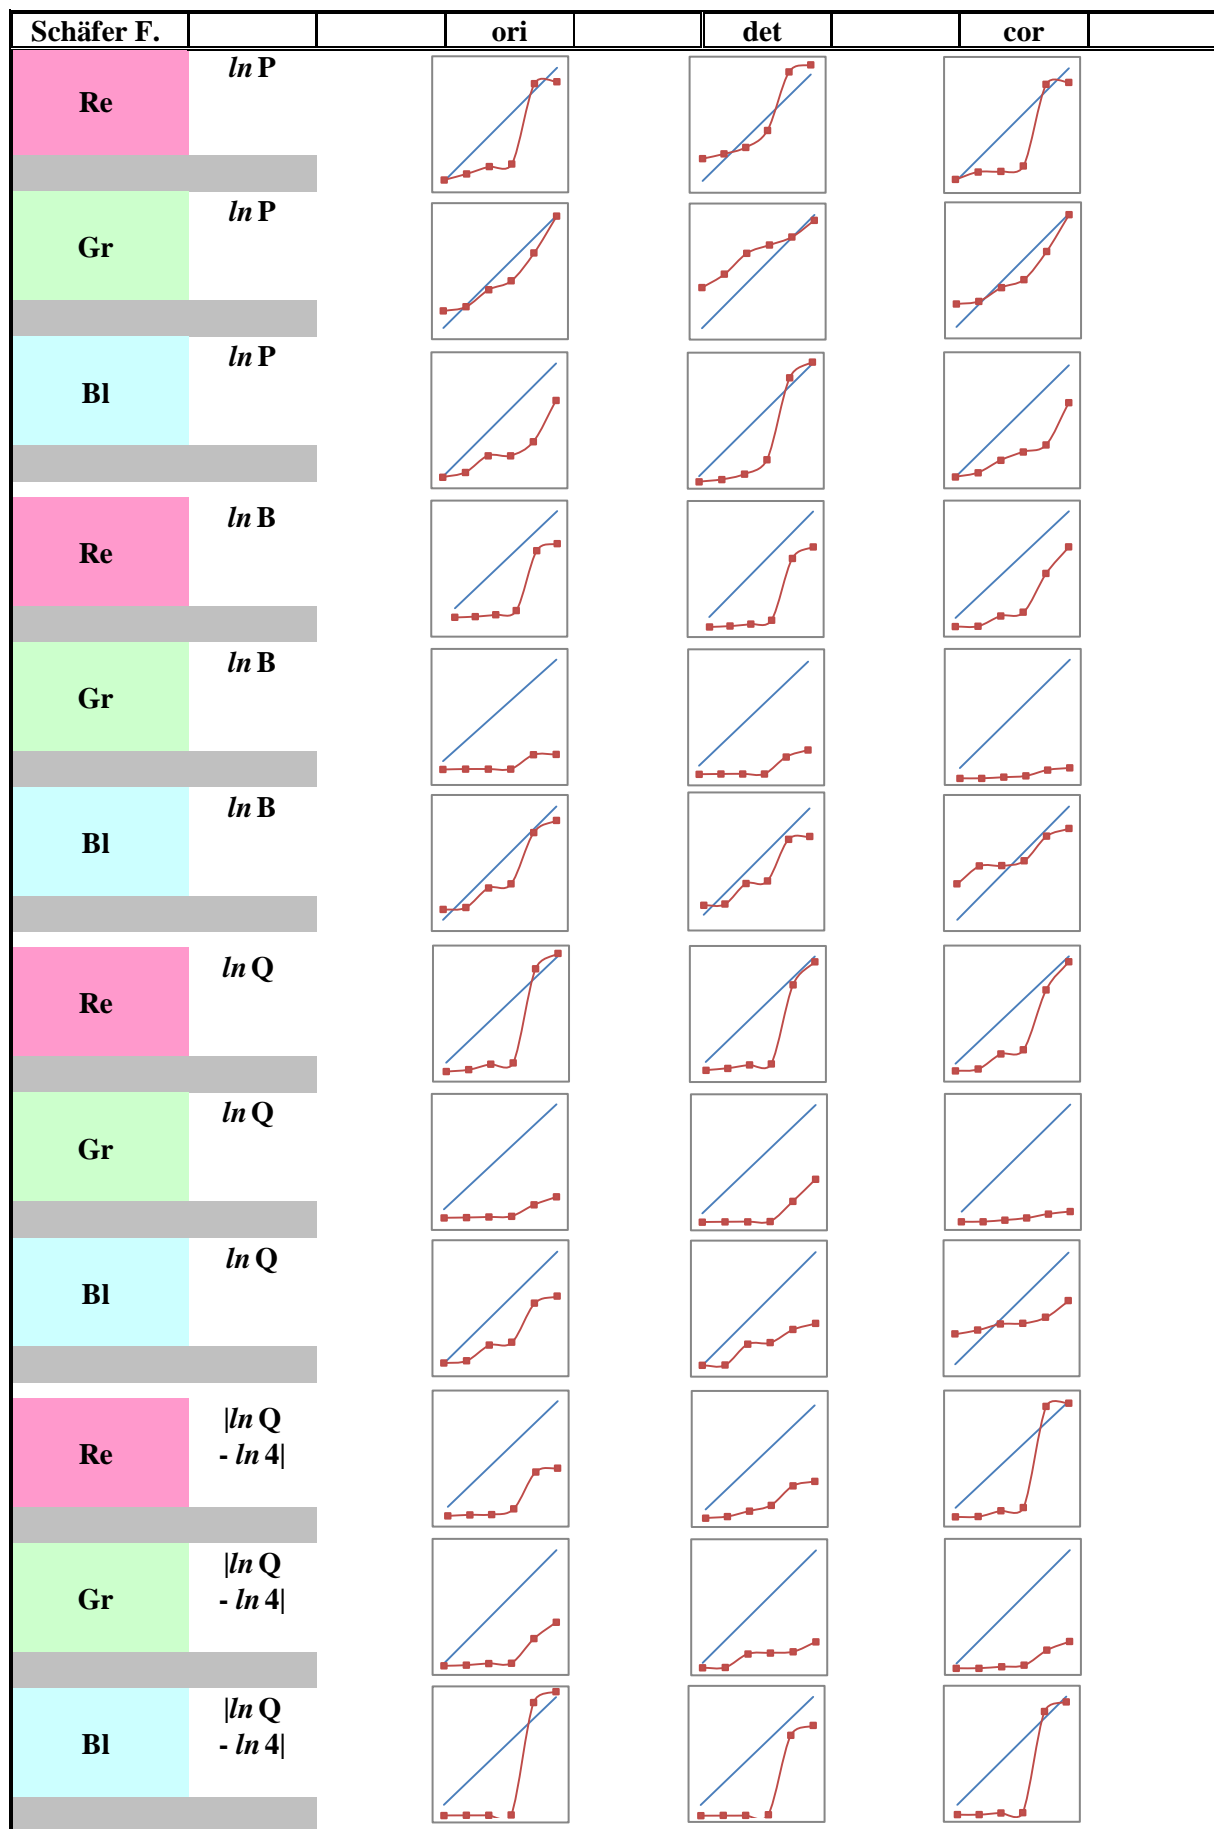 Schäfer F. ori det cor
Re ln P
Gr ln P
Bl ln P
Re ln B
Gr ln B
Bl ln B
Re ln Q
Gr ln Q
Bl ln Q
Re |ln Q
- ln 4|
Gr |ln Q
- ln 4|
Bl |ln Q
- ln 4|